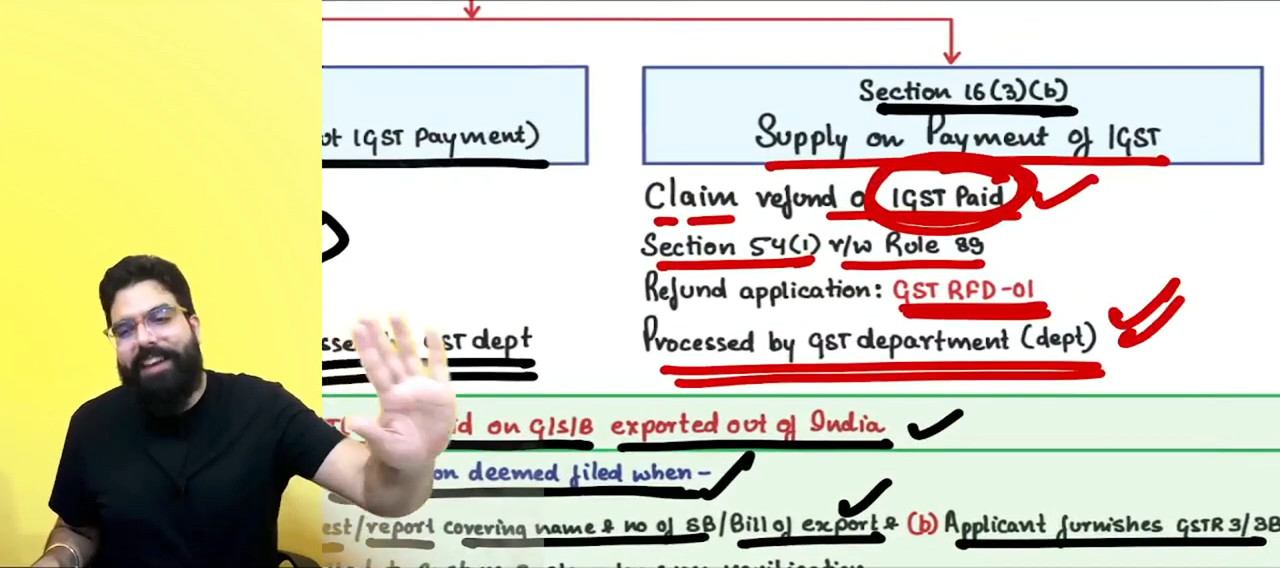 Section 16(3)(b)
IGST Payment)
Supply on Payment of IGST
Claim refund of IGST Paid
Section 54(1) r/w Rule 89
Refund application: GST RFD-01
GST dept
Processed by GST department (dept)
on G/S/B exported out of India
deemed filed when-
report covering name & no of SB/Bill of export & (b) Applicant furnishes GSTR 3/3B